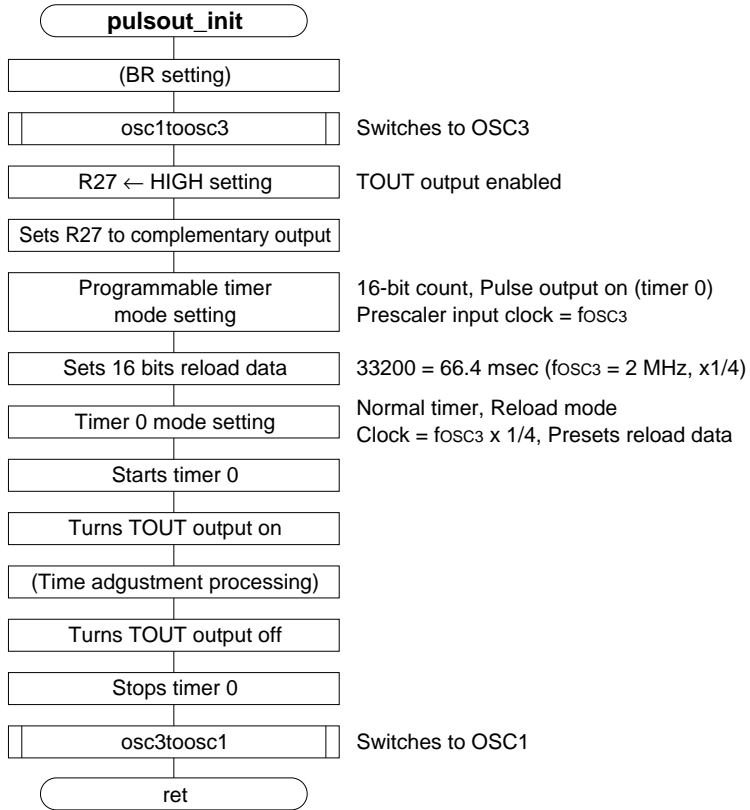 pulsout_init
(BR setting)
osc1toosc3
Switches to OSC3
R27 ← HIGH setting
TOUT output enabled
Sets R27 to complementary output
Programmable timer
mode setting
16-bit count, Pulse output on (timer 0)
Prescaler input clock = fOSC3
Sets 16 bits reload data
33200 = 66.4 msec (fOSC3 = 2 MHz, x1/4)
Timer 0 mode setting
Normal timer, Reload mode
Clock = fOSC3 x 1/4, Presets reload data
Starts timer 0
Turns TOUT output on
(Time adgustment processing)
Turns TOUT output off
Stops timer 0
osc3toosc1
Switches to OSC1
ret